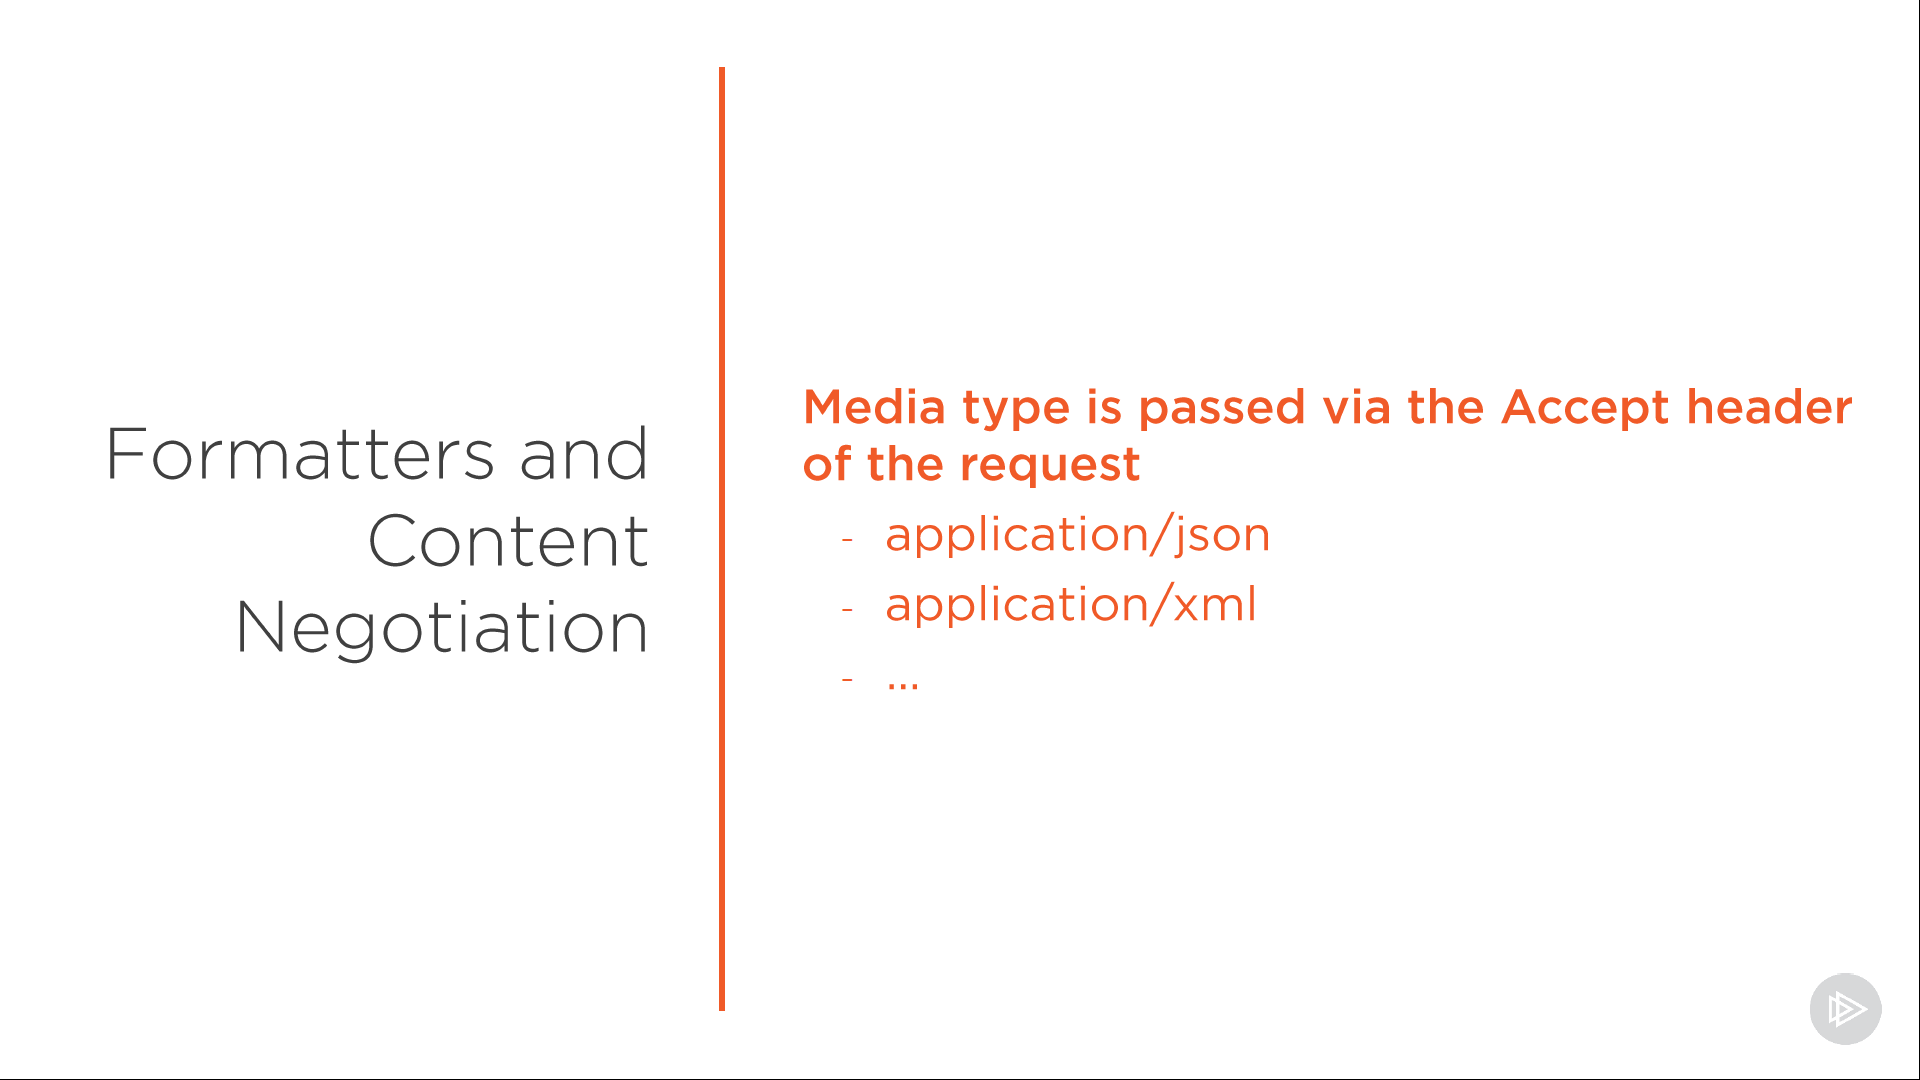 Formatters and
Content
Negotiation
Media type is passed via the Accept header
of the request
- application/json
- application/xml
- ...